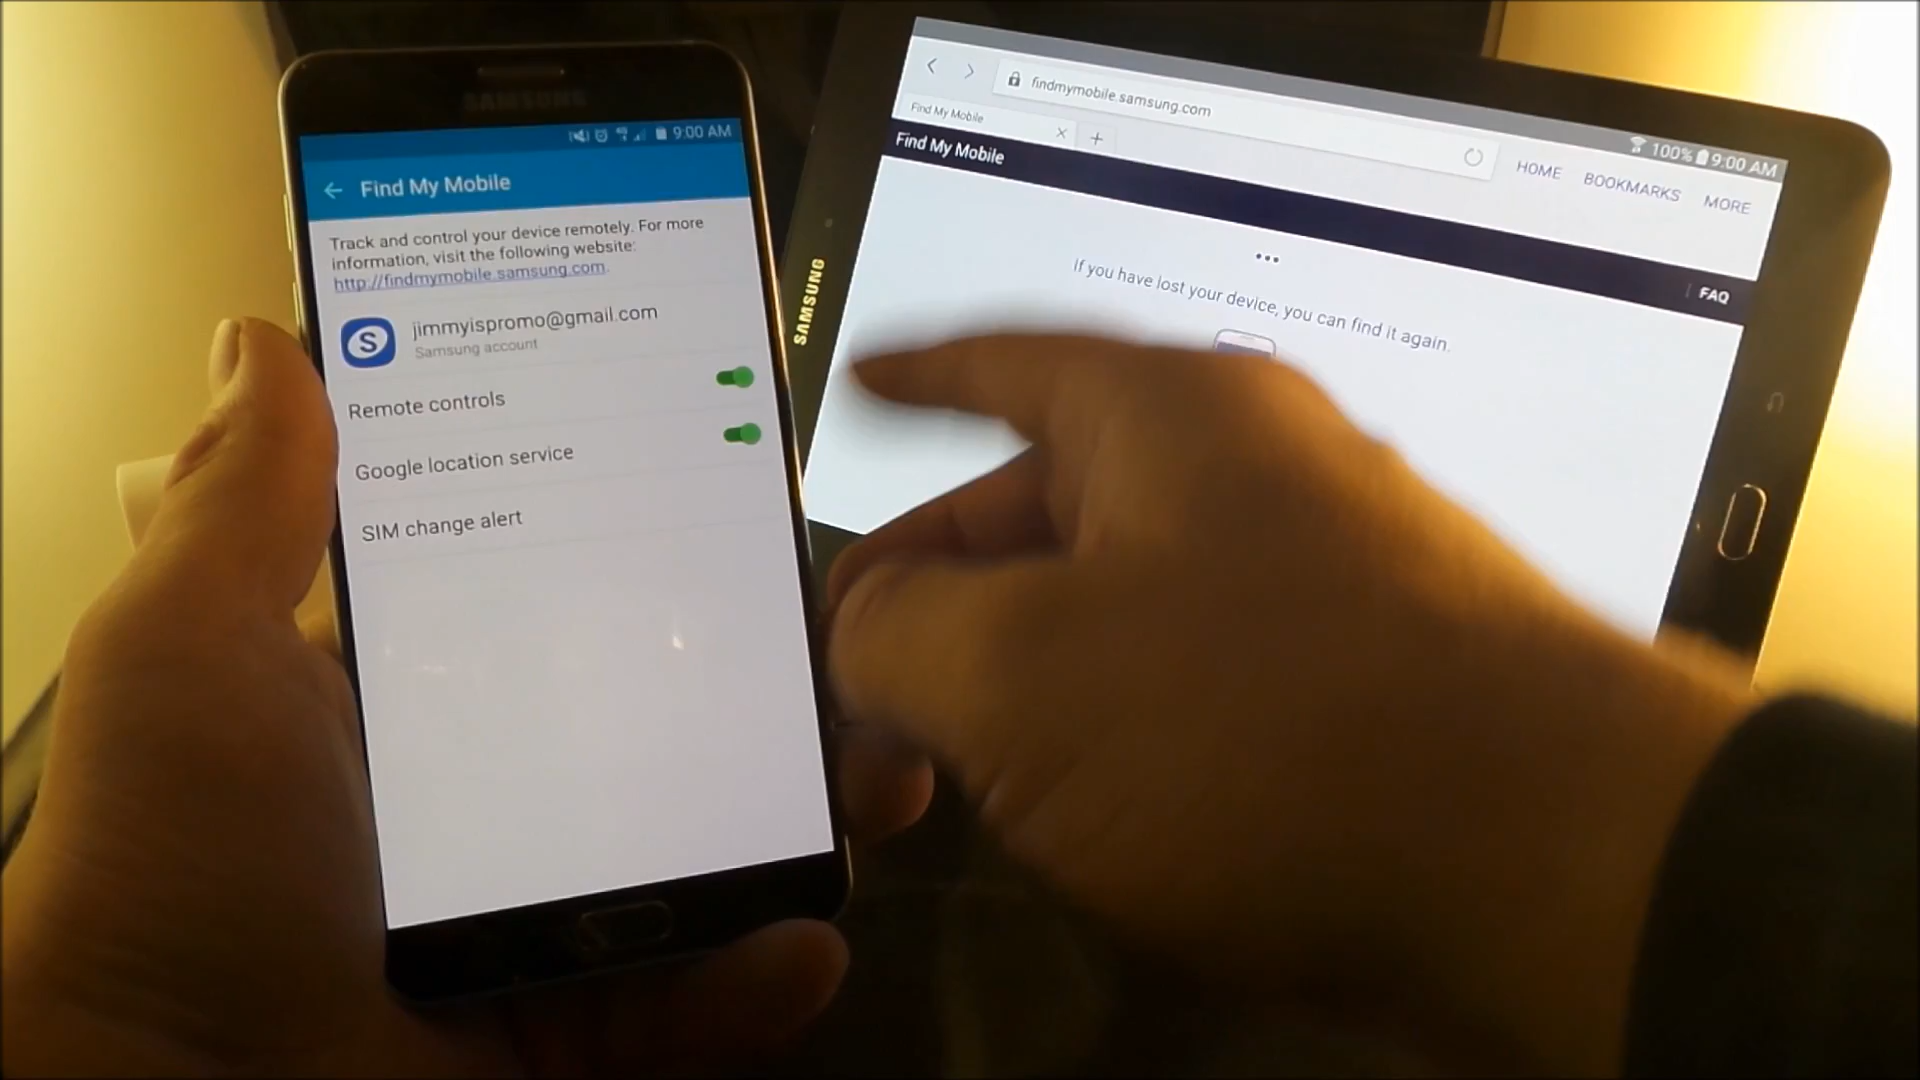 SAMSUNG
9:00 AM
Find My Mobile
Track and control your device remotely. For more
information, visit the following website:
http://findmymobile.samsung.com.
S
jimmyispromo@gmail.com
Samsung account
Remote controls
Google location service
SIM change alert
SAMSUNG
100% 9:00 AM
findmymobile.samsung.com
HOME BOOKMARKS MORE
Find My Mobile
Find My Mobile
FAQ
If you have lost your device, you can find it again.